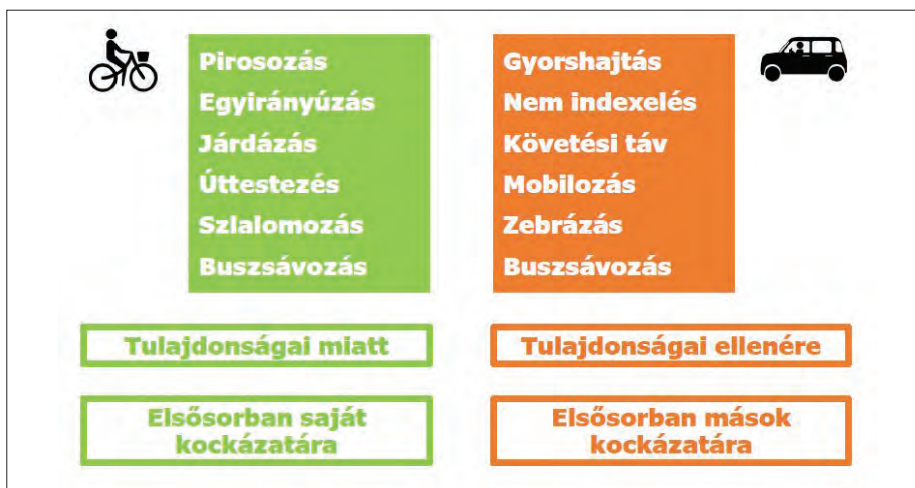 Pirosozás
Egyirányúzás
Járdázás
Úttestezés
Szlalomozás
Buszsávozás
Gyorshajtás
Nem indexelés
Követési táv
Mobilozás
Zebrázás
Buszsávozás
Tulajdonságai miatt
Tulajdonságai ellenére
Elsősorban saját
kockázatára
Elsősorban mások
kockázatára